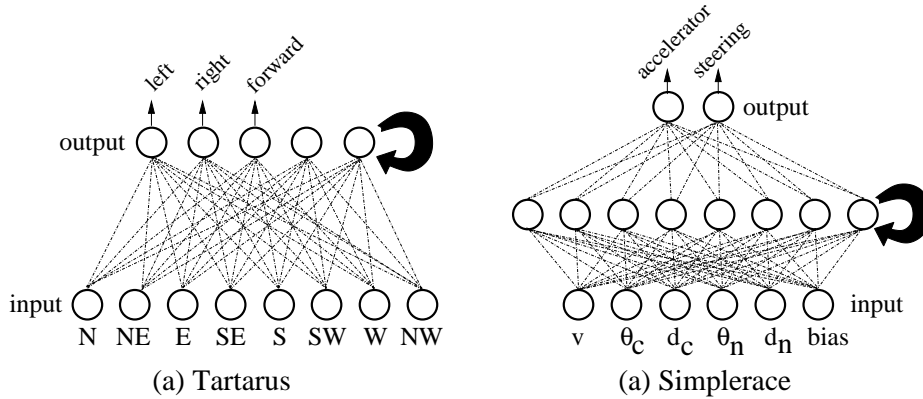 left right forward
output
input
N NE E SE S SW W NW
(a) Tartarus
accelerator steering
output
input
v θc dc θn dn bias
(a) Simplerace